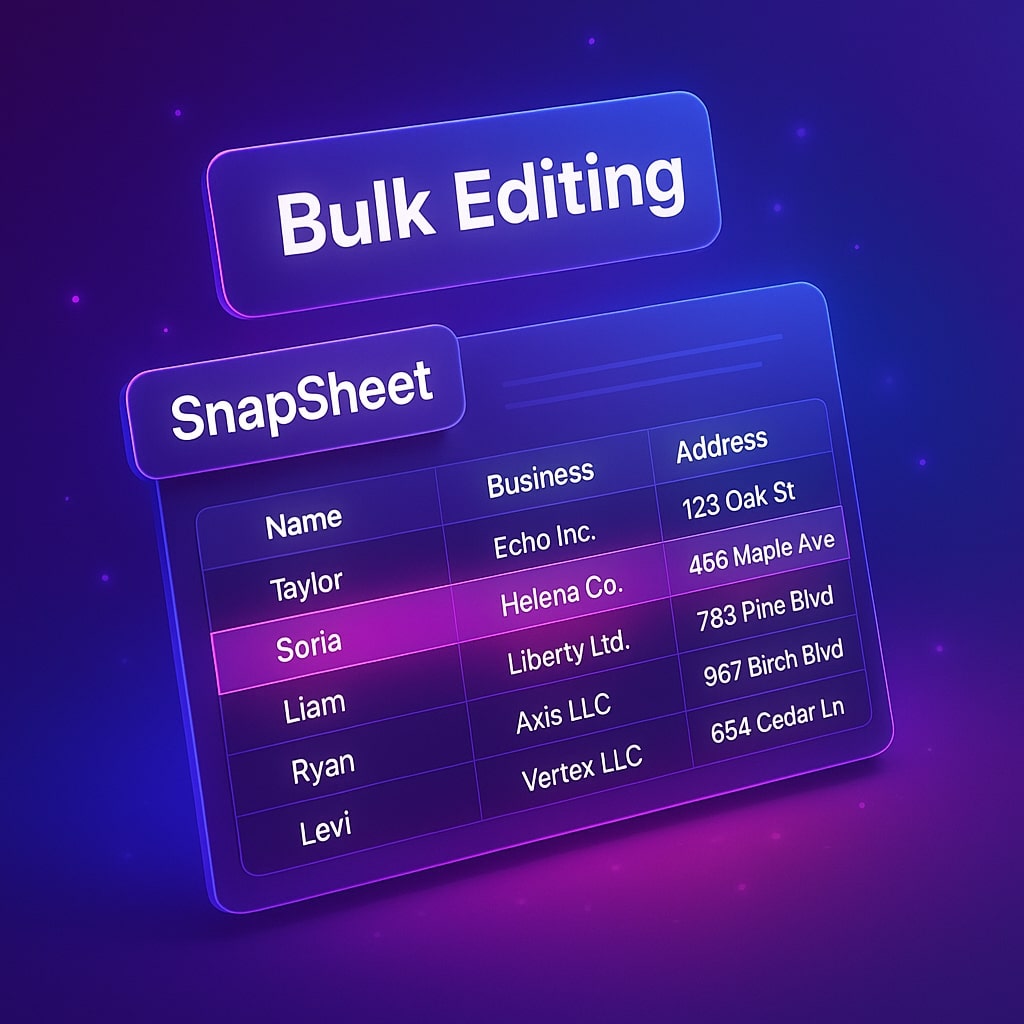 Bulk Editing
SnapSheet
Name Business Address
Taylor Echo Inc. 123 Oak St
Soria Helena Co. 466 Maple Ave
Liam Liberty Ltd. 783 Pine Blvd
Ryan Axis LLC 967 Birch Blvd
Levi Vertex LLC 654 Cedar Ln